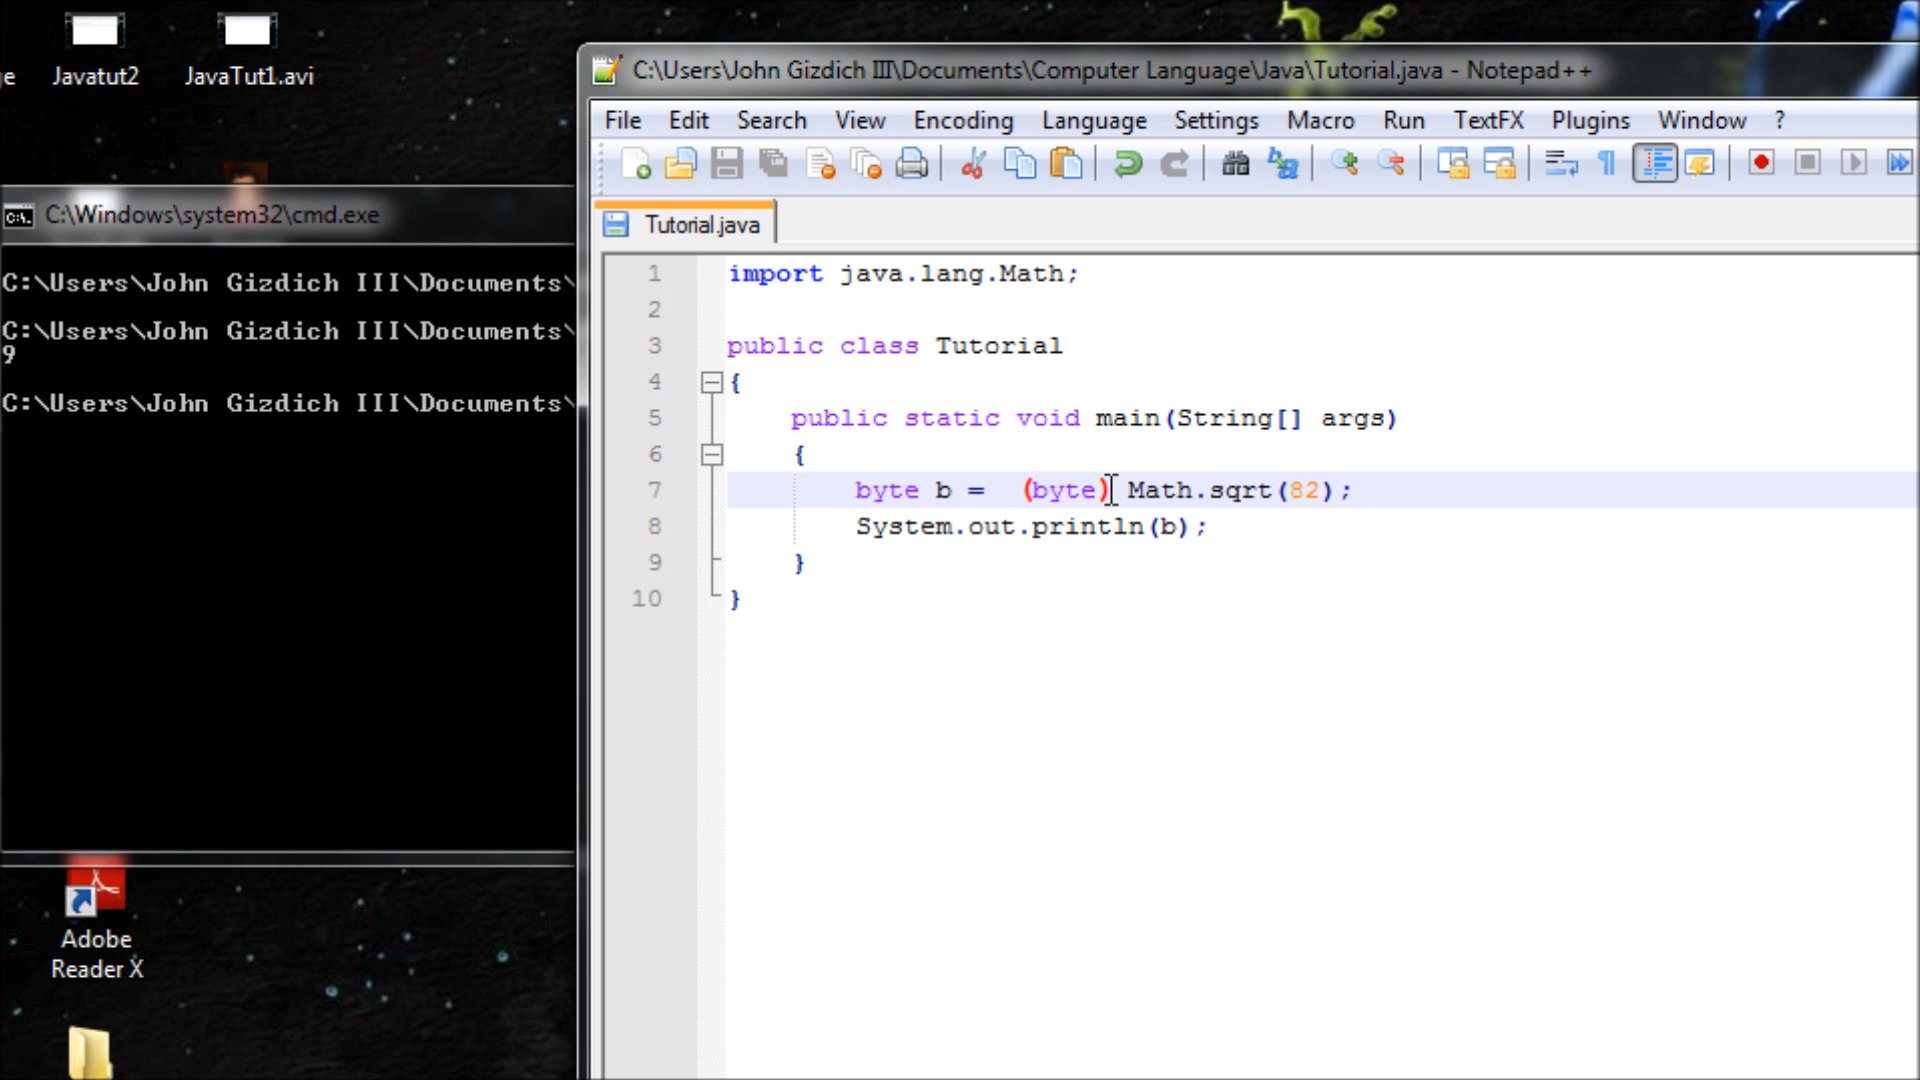 e
Javatut2
JavaTut1.avi
C:\Windows\system32\cmd.exe
C:\Users\John Gizdich III\Documents\
C:\Users\John Gizdich III\Documents\
9
C:\Users\John Gizdich III\Documents\
Adobe
Reader X
C:\Users\John Gizdich III\Documents\Computer Language\Java\Tutorial.java - Notepad++
File Edit Search View Encoding Language Settings Macro Run TextFX Plugins Window ?
Tutorial.java
1 import java.lang.Math;
2
3 public class Tutorial
4 {
5 public static void main(String[] args)
6 {
7 byte b = (byte) Math.sqrt(82);
8 System.out.println(b);
9 }
10 }